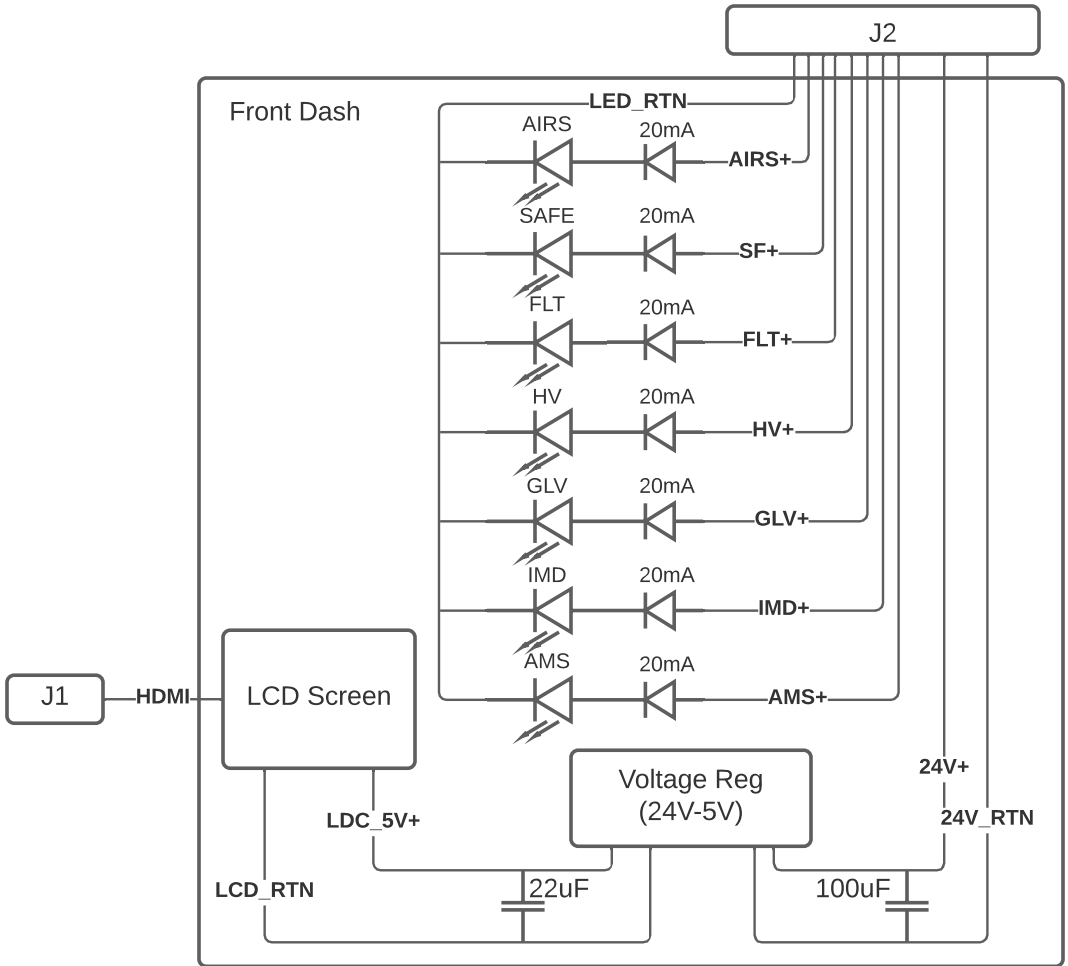 J2
Front Dash
LED_RTN
AIRS
20mA
AIRS+
SAFE
20mA
SF+
FLT
20mA
FLT+
HV
20mA
HV+
GLV
20mA
GLV+
IMD
20mA
IMD+
AMS
20mA
AMS+
J1
HDMI
LCD Screen
Voltage Reg
(24V-5V)
24V+
24V_RTN
LDC_5V+
LCD_RTN
22uF
100uF